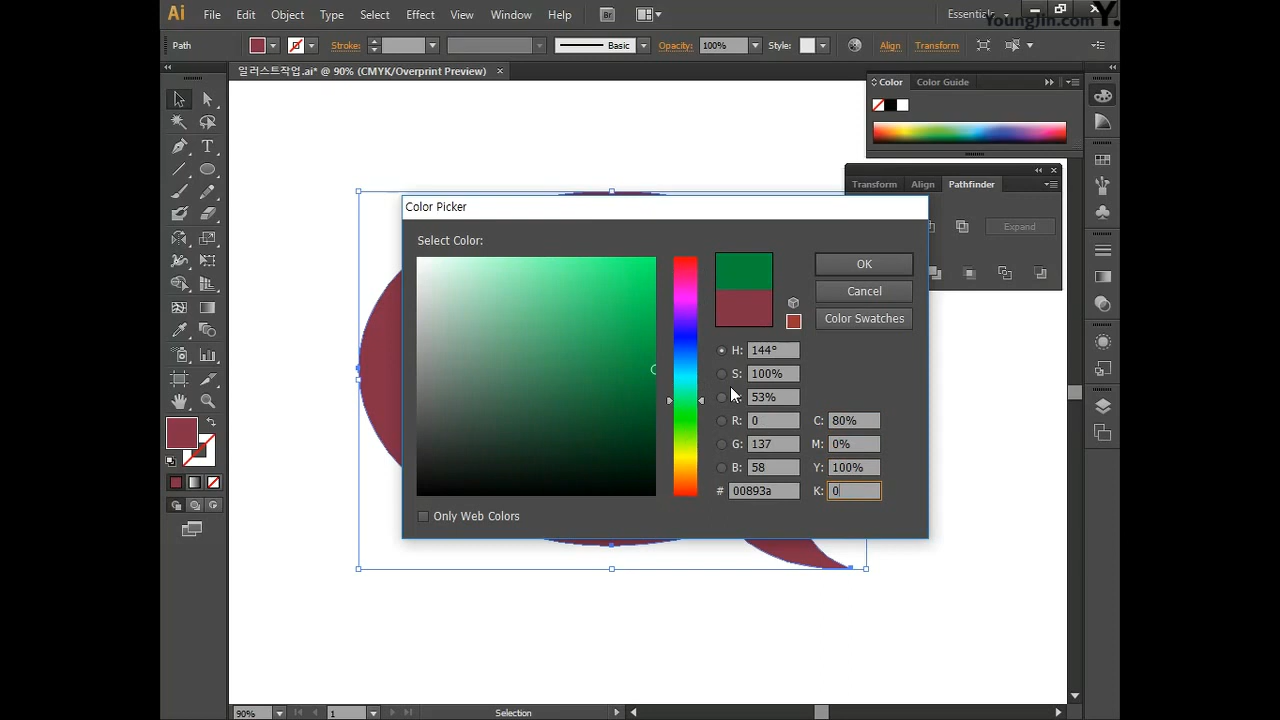 Ai File Edit Object Type Select Effect View Window Help Br Essentials
YoungJin.com Y.
Path Stroke: Basic Opacity: 100% Style: Align Transform
일러스트작업.ai* @ 90% (CMYK/Overprint Preview) ×
Color Color Guide
Transform Align Pathfinder
Expand
Color Picker
Select Color:
OK
Cancel
Color Swatches
H: 144°
S: 100%
53%
R: 0 C: 80%
G: 137 M: 0%
B: 58 Y: 100%
# 00893a K: 0
Only Web Colors
90% 1 Selection